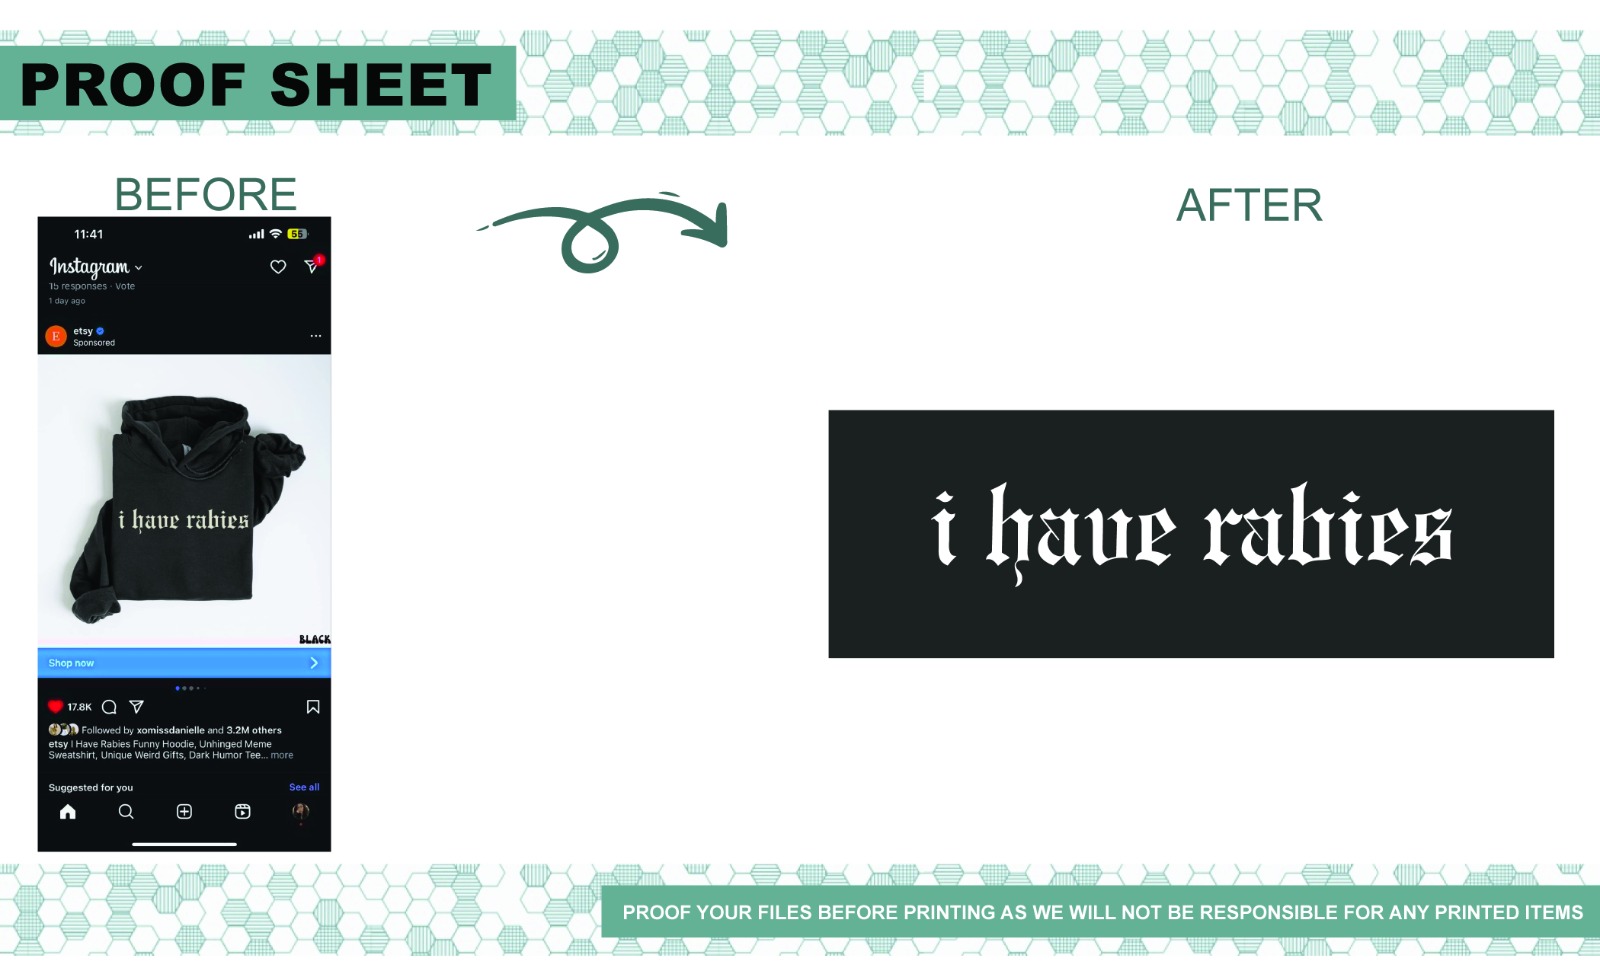 PROOF SHEET
BEFORE
AFTER
11:41
55
Instagram
1
15 responses · Vote
1 day ago
E
etsy
Sponsored
...
i have rabies
i have rabies
BLACK
Shop now
17.8K
Followed by xomissdanielle and 3.2M others
etsy I Have Rabies Funny Hoodie, Unhinged Meme
Sweatshirt, Unique Weird Gifts, Dark Humor Tee... more
Suggested for you
See all
PROOF YOUR FILES BEFORE PRINTING AS WE WILL NOT BE RESPONSIBLE FOR ANY PRINTED ITEMS